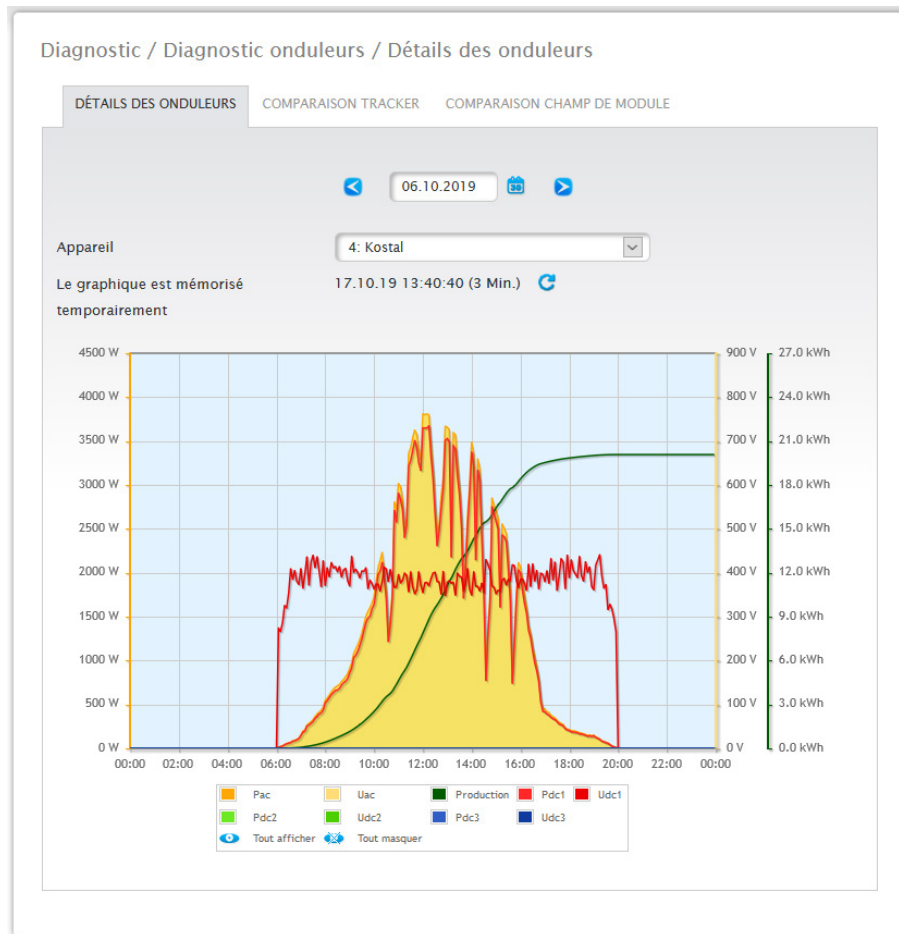 Diagnostic / Diagnostic onduleurs / Détails des onduleurs
DÉTAILS DES ONDULEURS COMPARAISON TRACKER COMPARAISON CHAMP DE MODULE
06.10.2019 30
Appareil 4: Kostal
Le graphique est mémorisé 17.10.19 13:40:40 (3 Min.)
temporairement
4500 W 900 V 27.0 kWh
4000 W 800 V 24.0 kWh
3500 W 700 V 21.0 kWh
3000 W 600 V 18.0 kWh
2500 W 500 V 15.0 kWh
2000 W 400 V 12.0 kWh
1500 W 300 V 9.0 kWh
1000 W 200 V 6.0 kWh
500 W 100 V 3.0 kWh
0 W 0 V 0.0 kWh
00:00 02:00 04:00 06:00 08:00 10:00 12:00 14:00 16:00 18:00 20:00 22:00 00:00
Pac Uac Production Pdc1 Udc1
Pdc2 Udc2 Pdc3 Udc3
Tout afficher Tout masquer